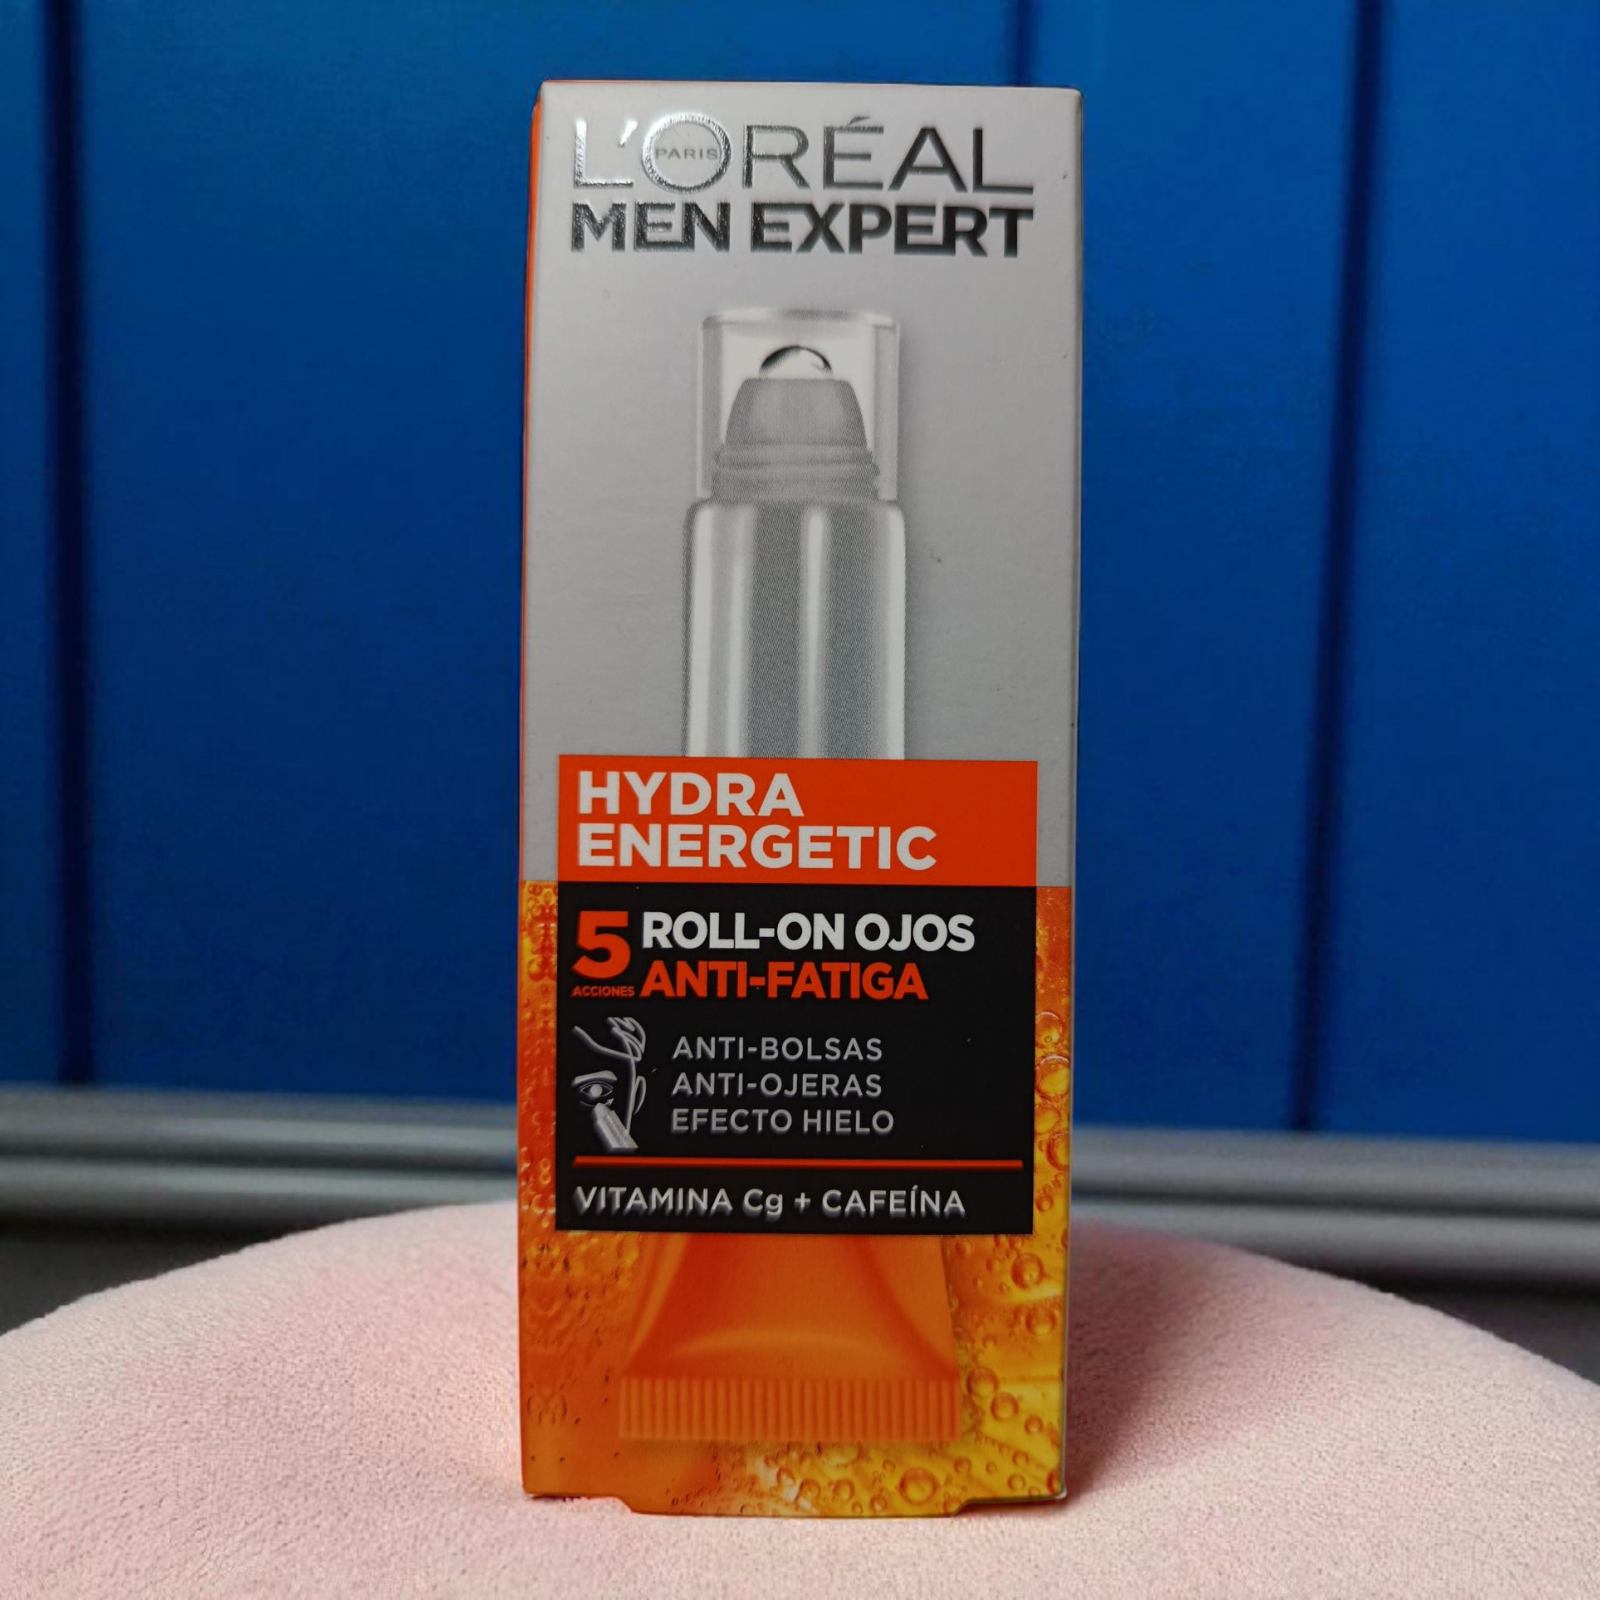 L'ORÉAL
PARIS
MEN EXPERT
HYDRA
ENERGETIC
5 ROLL-ON OJOS
ACCIONES ANTI-FATIGA
ANTI-BOLSAS
ANTI-OJERAS
EFECTO HIELO
VITAMINA Cg + CAFEÍNA